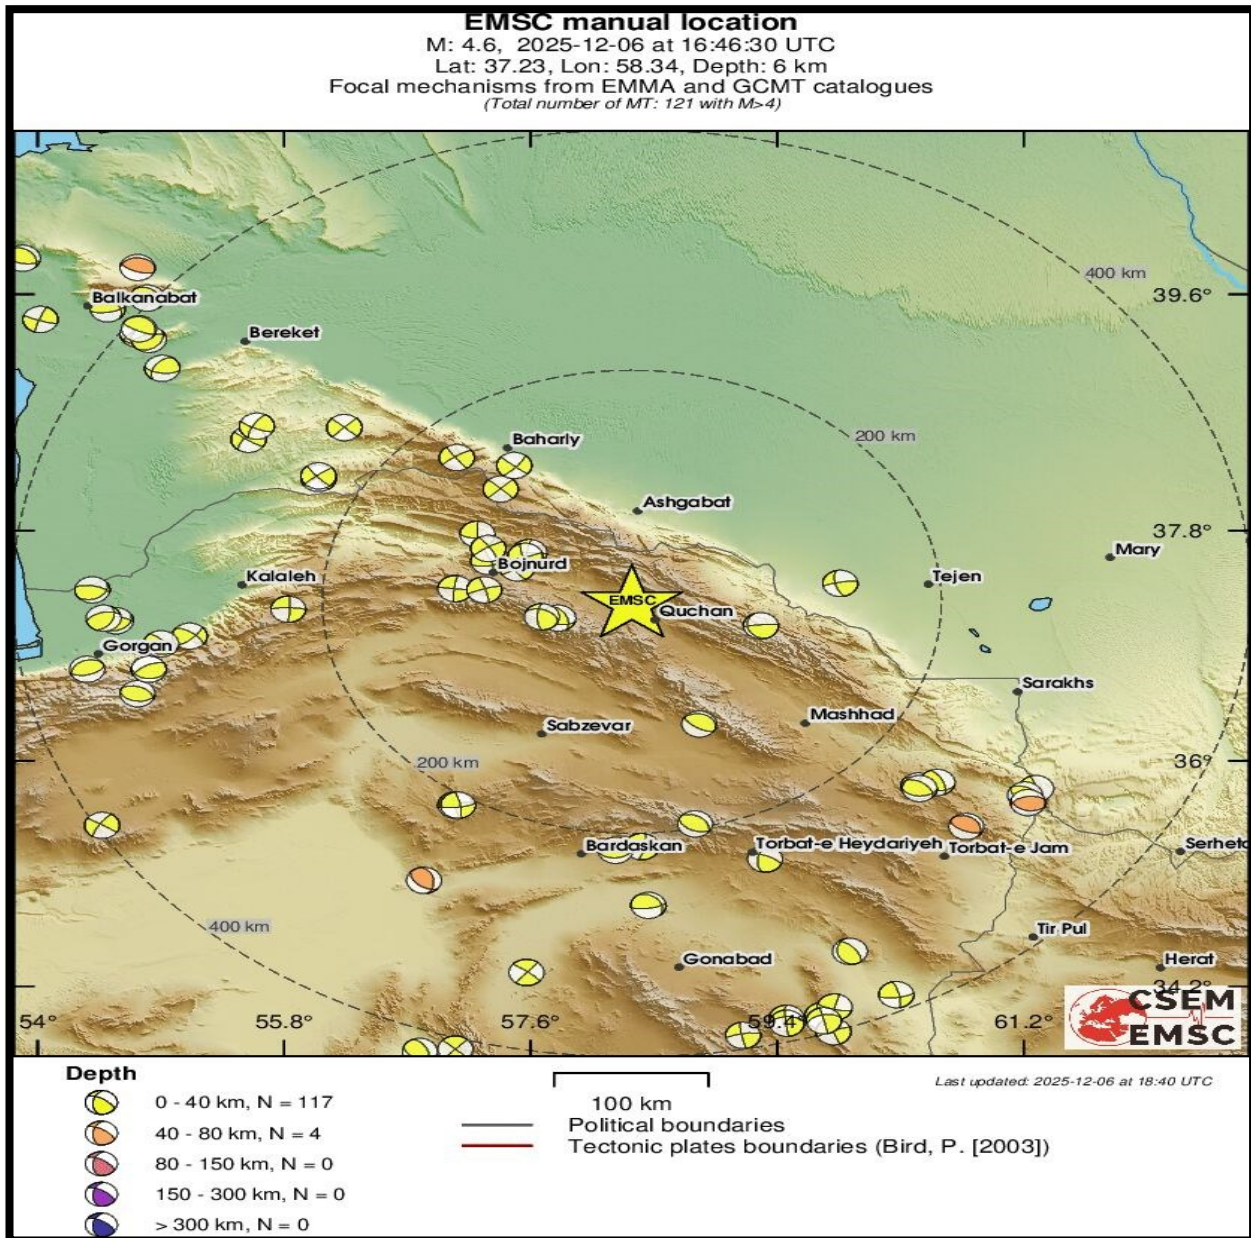 EMSC manual location
M: 4.6, 2025-12-06 at 16:46:30 UTC
Lat: 37.23, Lon: 58.34, Depth: 6 km
Focal mechanisms from EMMA and GCMT catalogues
(Total number of MT: 121 with M>4)
400 km
39.6°
Balkanabat
Bereket
200 km
Baharly
Ashgabat
37.8°
Mary
Bojnurd
Kalaleh
Tejen
EMSC
Quchan
Gorgan
Sarakhs
Mashhad
Sabzevar
200 km
36°
Bardaskan
Torbat-e Heydariyeh
Torbat-e Jam
Serheta
400 km
Tir Pul
Gonabad
Herat
34.2°
CSEM
EMSC
54°
55.8°
57.6°
59.4°
61.2°
Depth
Last updated: 2025-12-06 at 18:40 UTC
0 - 40 km, N = 117
100 km
40 - 80 km, N = 4
Political boundaries
Tectonic plates boundaries (Bird, P. [2003])
80 - 150 km, N = 0
150 - 300 km, N = 0
> 300 km, N = 0